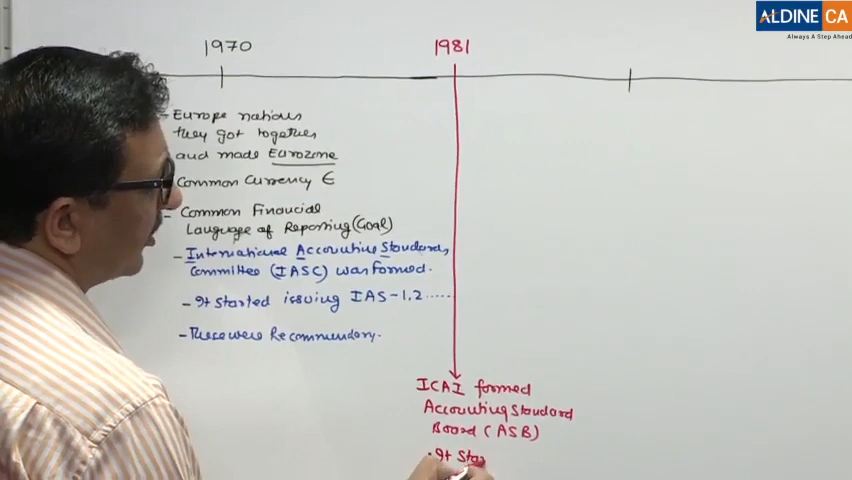 ALDINE CA
Always A Step Ahead
1970
1981
- Europe nations
they got together
and made Eurozone
Common Currency €
- Common Financial
Language of Reporting (Goal)
- International Accounting Standards
Committee (IASC) was formed.
- It started issuing IAS-1.2 ......
- These were Recommendory.
ICAI formed
Accounting Standard
Board (ASB)
· It Star